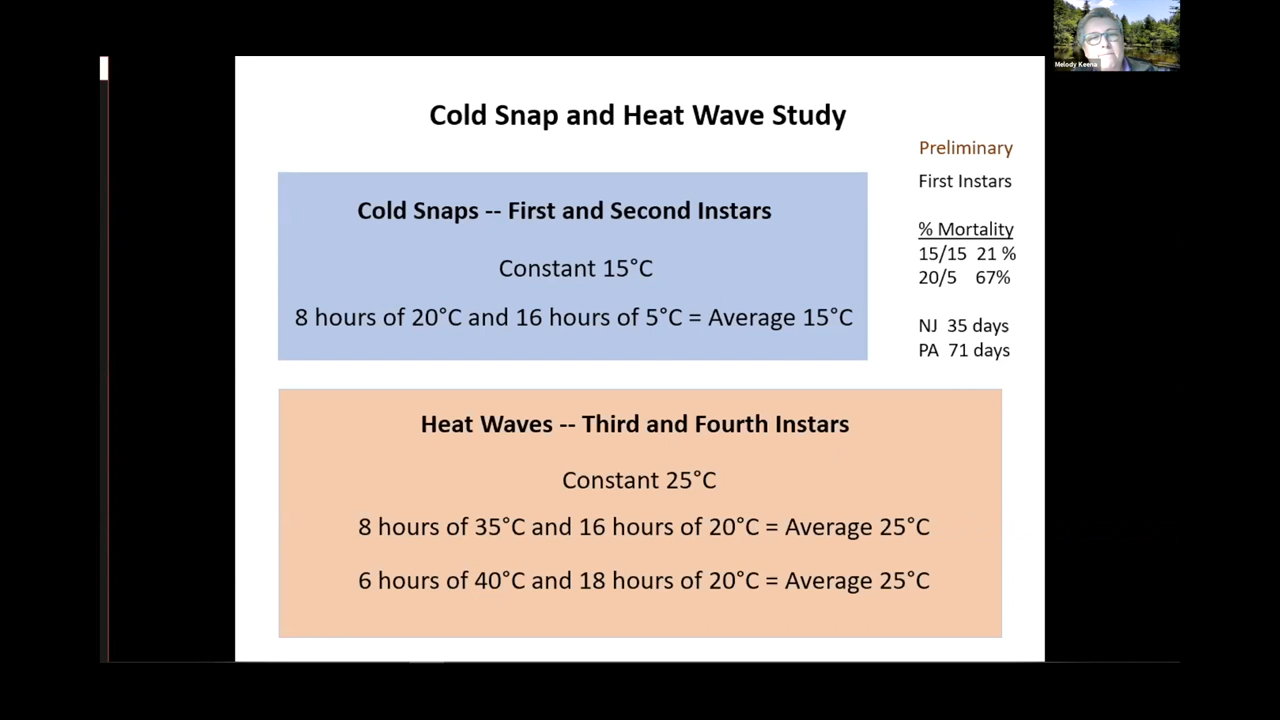 Melody Keena
Cold Snap and Heat Wave Study
Cold Snaps -- First and Second Instars
Constant 15°C
8 hours of 20°C and 16 hours of 5°C = Average 15°C
Preliminary
First Instars
% Mortality
15/15 21 %
20/5 67%
NJ 35 days
PA 71 days
Heat Waves -- Third and Fourth Instars
Constant 25°C
8 hours of 35°C and 16 hours of 20°C = Average 25°C
6 hours of 40°C and 18 hours of 20°C = Average 25°C